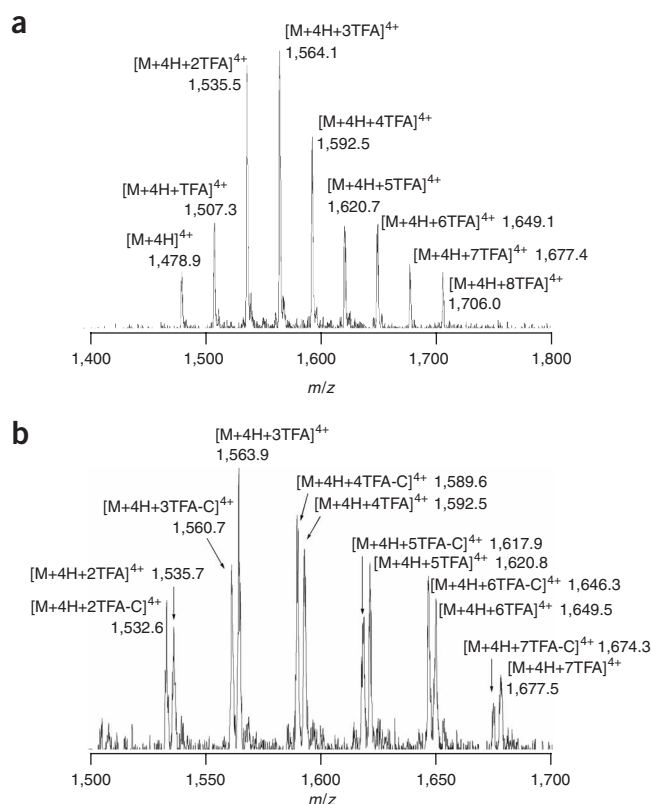 a
[M+4H+3TFA]⁴⁺
1,564.1
[M+4H+2TFA]⁴⁺
1,535.5
[M+4H+4TFA]⁴⁺
1,592.5
[M+4H+TFA]⁴⁺
1,507.3
[M+4H+5TFA]⁴⁺
1,620.7
[M+4H+6TFA]⁴⁺ 1,649.1
[M+4H]⁴⁺
1,478.9
[M+4H+7TFA]⁴⁺ 1,677.4
[M+4H+8TFA]⁴⁺
1,706.0
1,400 1,500 1,600 1,700 1,800
m/z
b
[M+4H+3TFA]⁴⁺
1,563.9
[M+4H+4TFA-C]⁴⁺ 1,589.6
[M+4H+4TFA]⁴⁺ 1,592.5
[M+4H+3TFA-C]⁴⁺
1,560.7
[M+4H+5TFA-C]⁴⁺ 1,617.9
[M+4H+5TFA]⁴⁺ 1,620.8
[M+4H+2TFA]⁴⁺ 1,535.7
[M+4H+6TFA-C]⁴⁺ 1,646.3
[M+4H+6TFA]⁴⁺ 1,649.5
[M+4H+2TFA-C]⁴⁺
1,532.6
[M+4H+7TFA-C]⁴⁺ 1,674.3
[M+4H+7TFA]⁴⁺
1,677.5
1,500 1,550 1,600 1,650 1,700
m/z